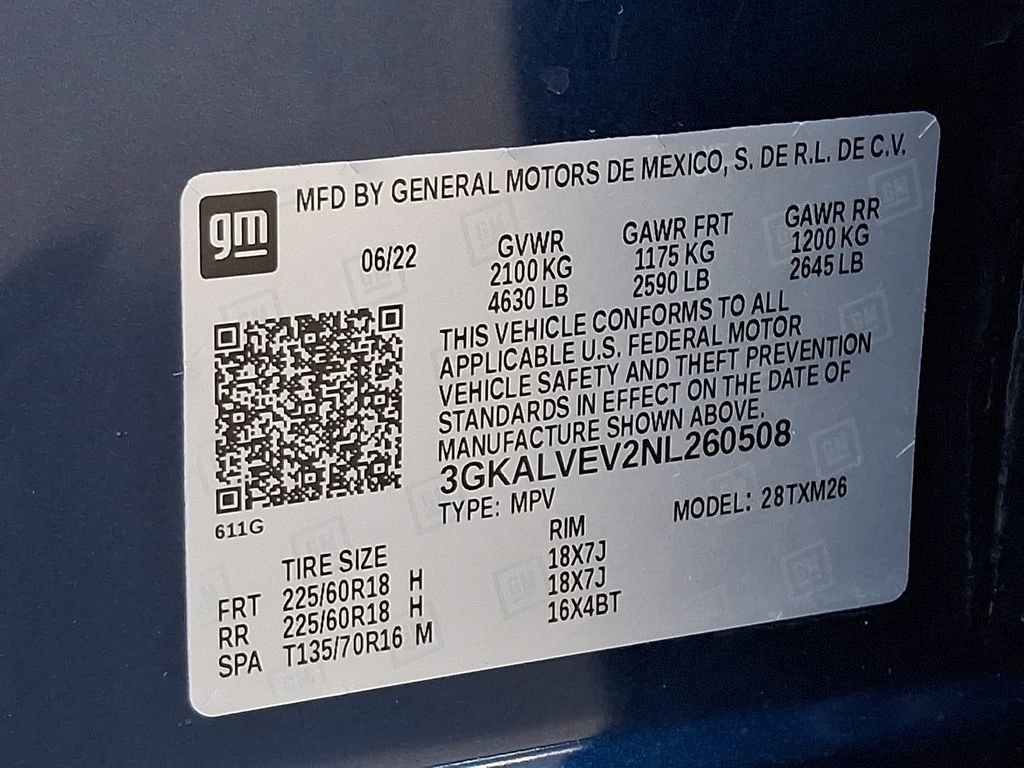 gm
MFD BY GENERAL MOTORS DE MEXICO, S. DE R.L. DE C.V.
06/22
GVWR
2100 KG
4630 LB
GAWR FRT
1175 KG
2590 LB
GAWR RR
1200 KG
2645 LB
THIS VEHICLE CONFORMS TO ALL
APPLICABLE U.S. FEDERAL MOTOR
VEHICLE SAFETY AND THEFT PREVENTION
STANDARDS IN EFFECT ON THE DATE OF
MANUFACTURE SHOWN ABOVE.
3GKALVEV2NL260508
TYPE: MPV MODEL: 28TXM26
611G
TIRE SIZE RIM
FRT 225/60R18 H 18X7J
RR 225/60R18 H 18X7J
SPA T135/70R16 M 16X4BT